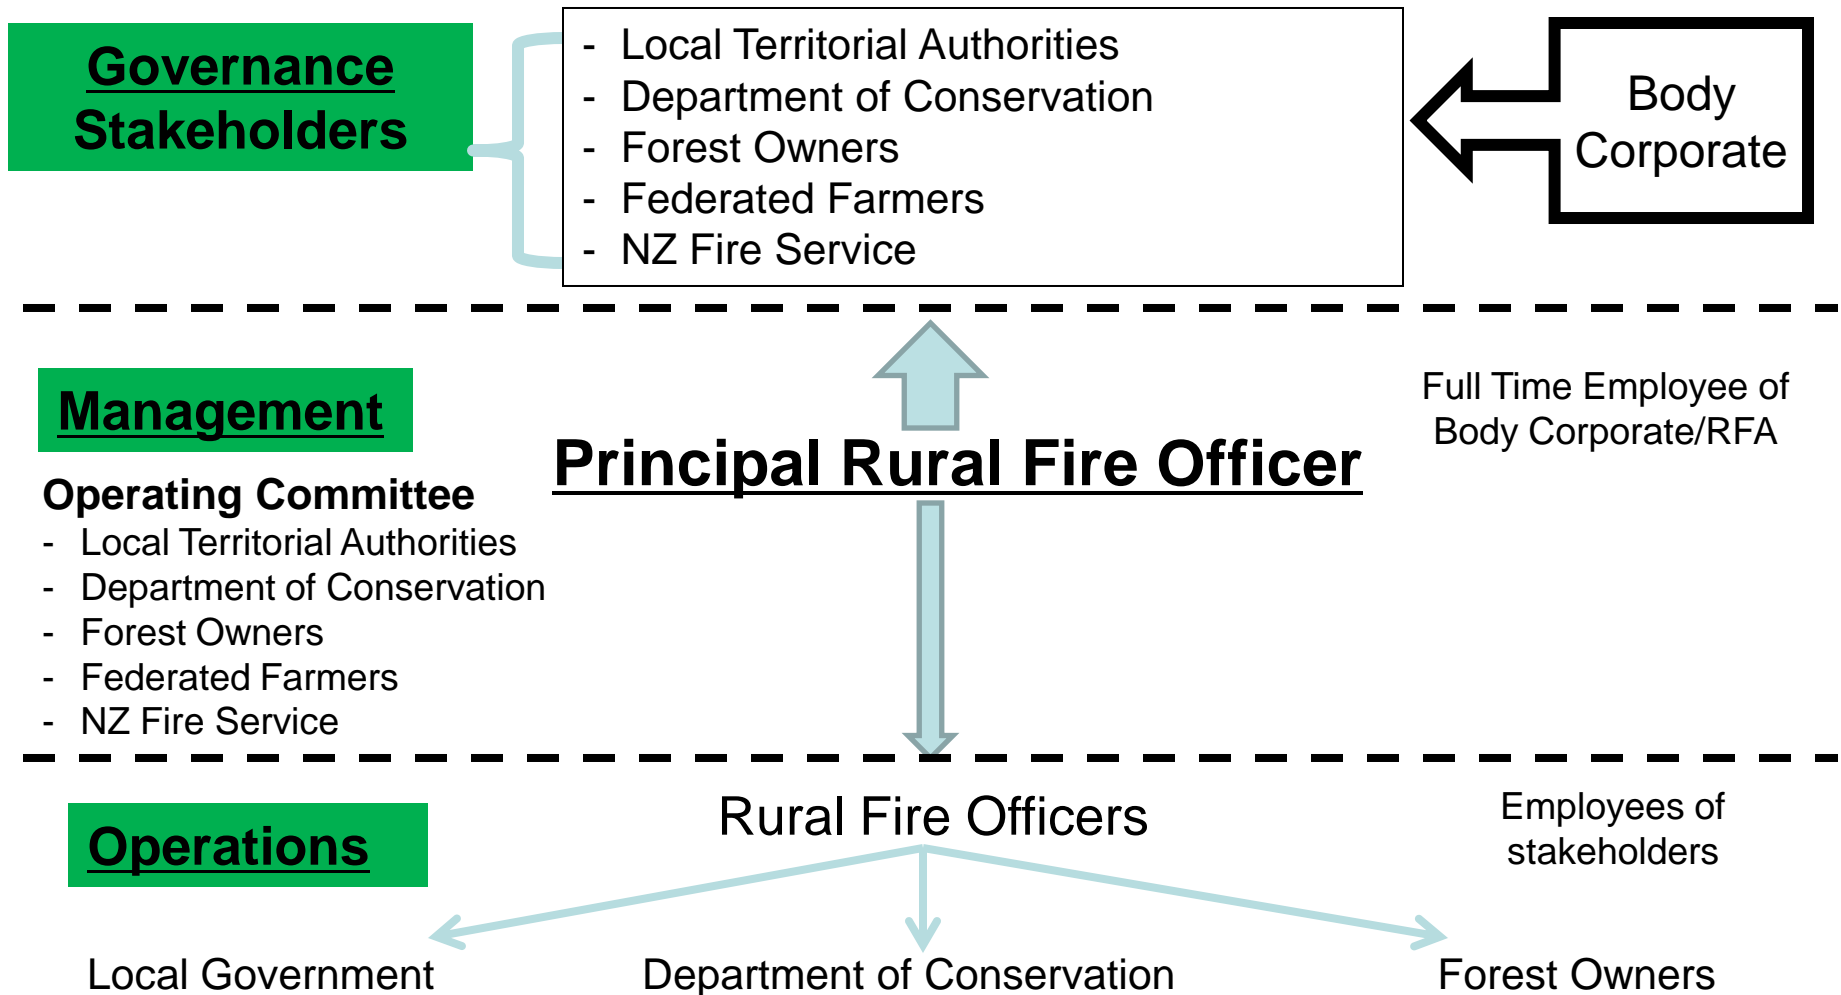 Governance
Stakeholders
- Local Territorial Authorities
- Department of Conservation
- Forest Owners
- Federated Farmers
- NZ Fire Service
Body
Corporate
Management
Operating Committee
- Local Territorial Authorities
- Department of Conservation
- Forest Owners
- Federated Farmers
- NZ Fire Service
Principal Rural Fire Officer
Full Time Employee of
Body Corporate/RFA
Operations
Rural Fire Officers
Employees of
stakeholders
Local Government
Department of Conservation
Forest Owners